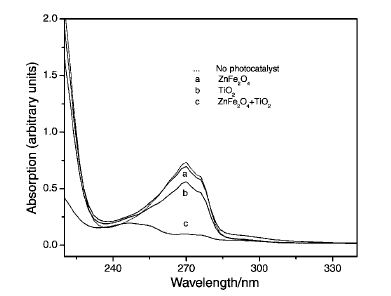 2.0
1.5
1.0
0.5
0.0
Absorption (arbitrary units)
... No photocatalyst
a ZnFe₂O₄
b TiO₂
c ZnFe₂O₄+TiO₂
a
b
c
240 270 300 330
Wavelength/nm